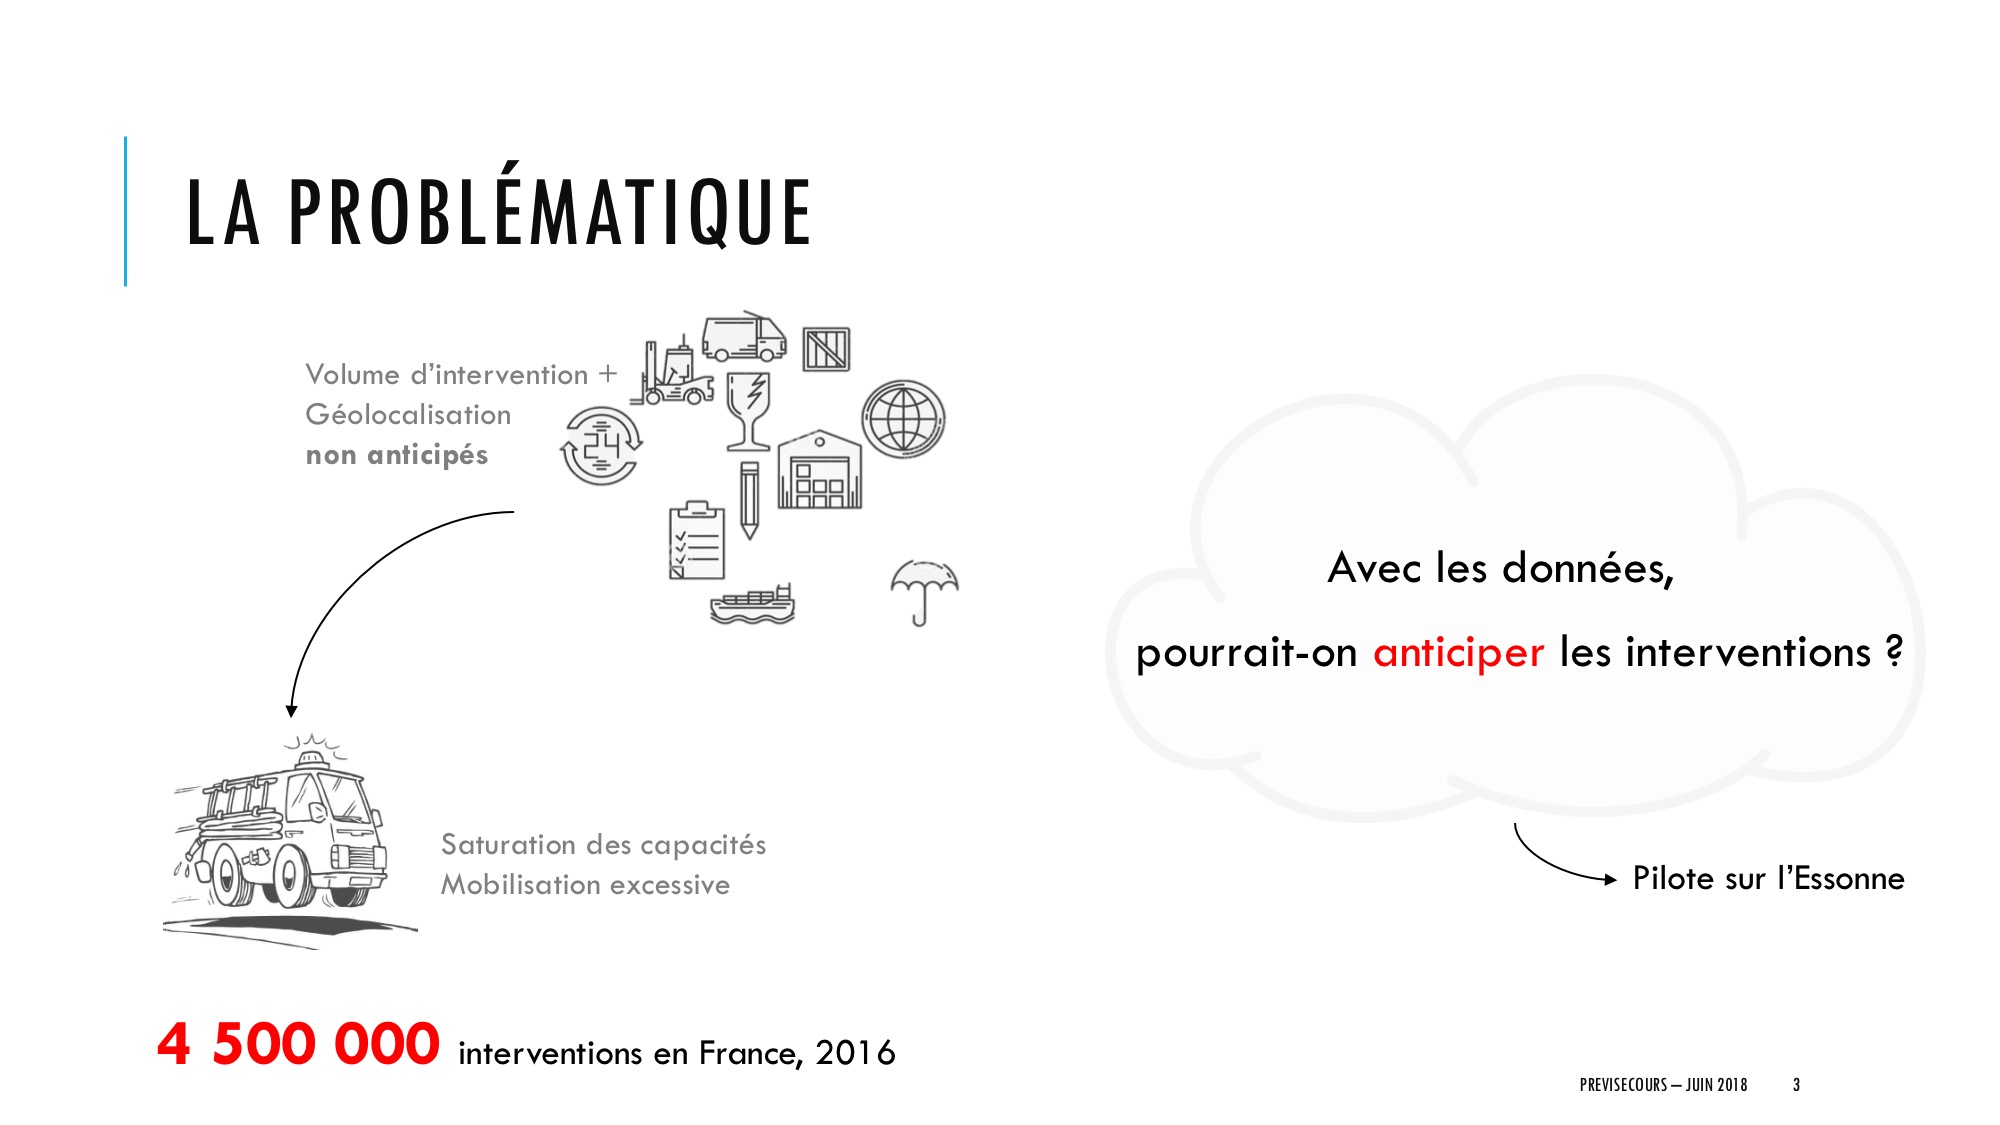 LA PROBLÉMATIQUE
Volume d’intervention +
Géolocalisation
non anticipés
24
Avec les données,
pourrait-on anticiper les interventions ?
Pilote sur l’Essonne
Saturation des capacités
Mobilisation excessive
4 500 000 interventions en France, 2016
PREVISECOURS – JUIN 2018 3